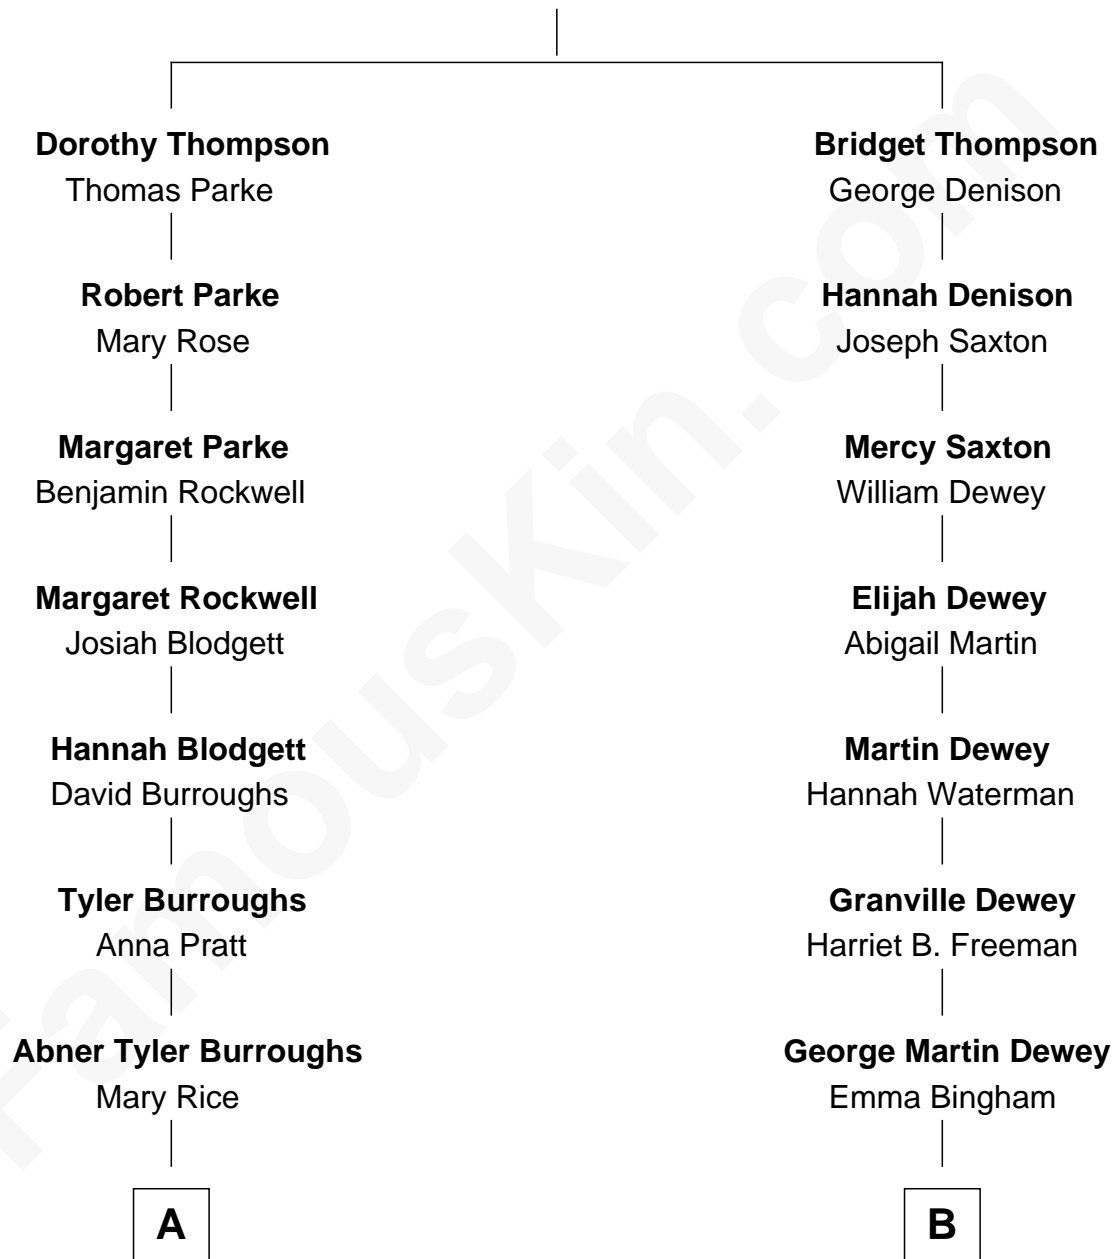 Dorothy Thompson
Thomas Parke
Robert Parke
Mary Rose
Margaret Parke
Benjamin Rockwell
Margaret Rockwell
Josiah Blodgett
Hannah Blodgett
David Burroughs
Tyler Burroughs
Anna Pratt
Abner Tyler Burroughs
Mary Rice
A
Bridget Thompson
George Denison
Hannah Denison
Joseph Saxton
Mercy Saxton
William Dewey
Elijah Dewey
Abigail Martin
Martin Dewey
Hannah Waterman
Granville Dewey
Harriet B. Freeman
George Martin Dewey
Emma Bingham
B
FamousKin.com